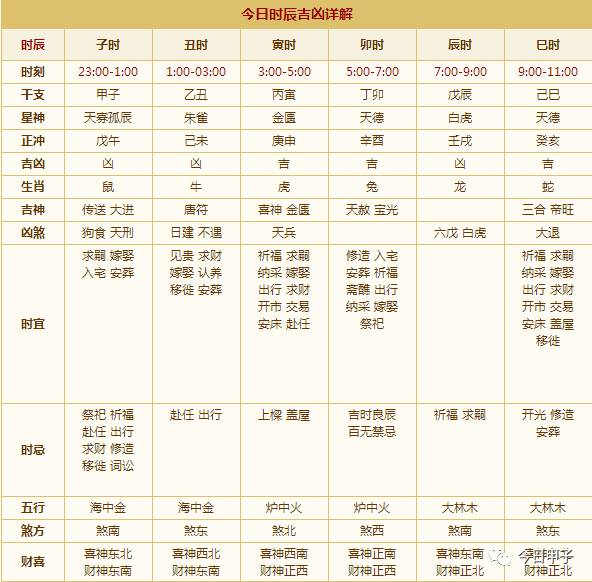 今日时辰吉凶详解
时辰 子时 丑时 寅时 卯时 辰时 巳时
时刻 23:00-1:00 1:00-03:00 3:00-5:00 5:00-7:00 7:00-9:00 9:00-11:00
干支 甲子 乙丑 丙寅 丁卯 戊辰 己巳
星神 天寡孤辰 朱雀 金匮 天德 白虎 天德
正冲 戊午 己未 庚申 辛酉 壬戌 癸亥
吉凶 凶 凶 吉 吉 凶 吉
生肖 鼠 牛 虎 兔 龙 蛇
吉神 传送 大进 唐符 喜神 金匮 天赦 宝光 三合 帝旺
凶煞 狗食 天刑 日建 不遇 天兵 六戊 白虎 大退
时宜
求嗣 嫁娶
入宅 安葬
见贵 求财
嫁娶 认养
移徙 安葬
祈福 求嗣
纳采 嫁娶
出行 求财
开市 交易
安床 赴任
修造 入宅
安葬 祈福
斋醮 出行
纳采 嫁娶
祭祀
祈福 求嗣
纳采 嫁娶
出行 求财
开市 交易
安床 盖屋
移徙
时忌
祭祀 祈福
赴任 出行
求财 修造
移徙 词讼
赴任 出行
上樑 盖屋
吉时良辰
百无禁忌
祈福 求嗣
开光 修造
安葬
五行 海中金 海中金 炉中火 炉中火 大林木 大林木
煞方 煞南 煞东 煞北 煞西 煞南 煞东
财喜
喜神东北
财神东南
喜神西北
财神东南
喜神西南
财神正西
喜神正南
财神正西
喜神东南
财神正北
财神正北
今日甲子